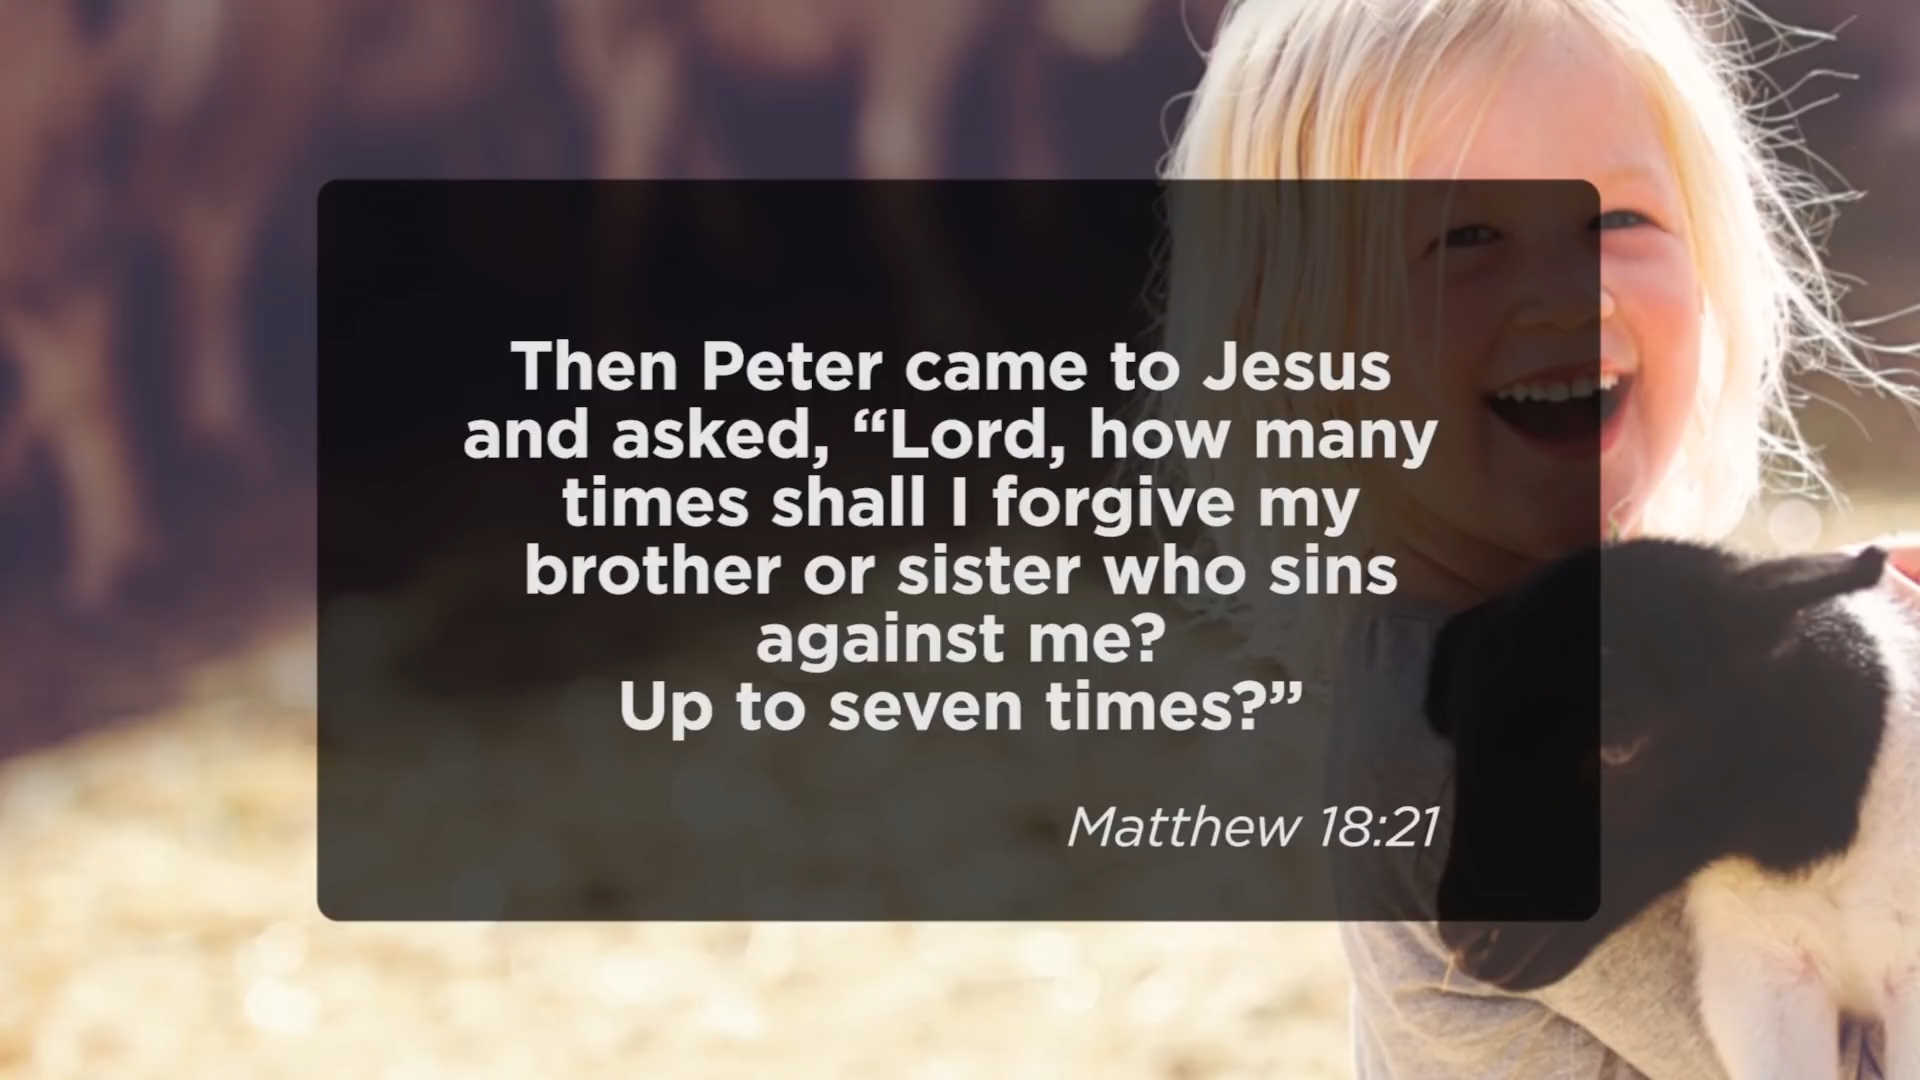 Then Peter came to Jesus
and asked, “Lord, how many
times shall I forgive my
brother or sister who sins
against me?
Up to seven times?”
Matthew 18:21